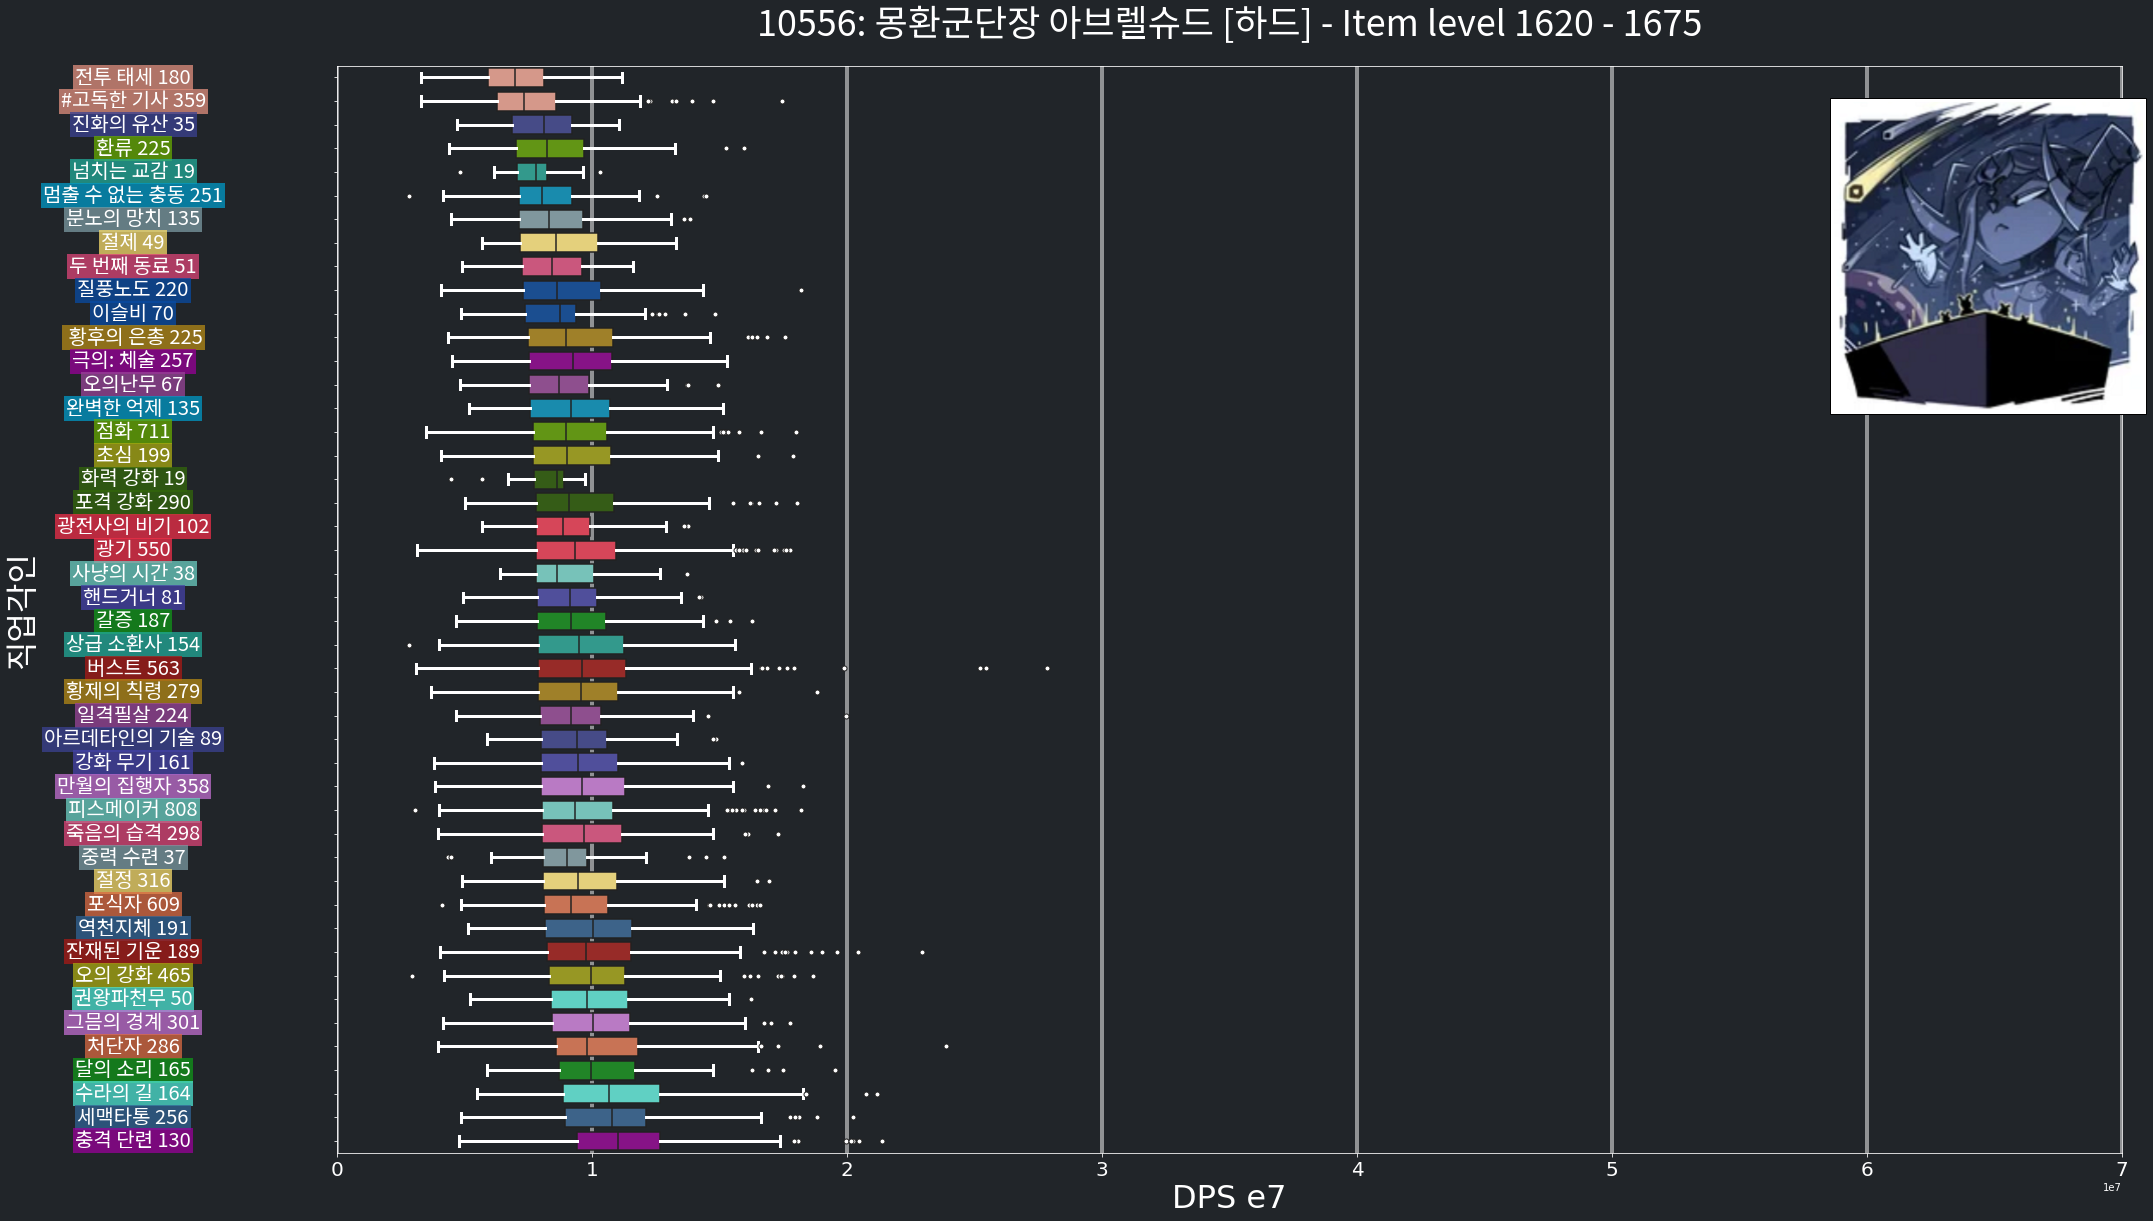 10556: 몽환군단장 아브렐슈드 [하드] - Item level 1620 - 1675
직업각인
전투 태세 180
#고독한 기사 359
진화의 유산 35
환류 225
넘치는 교감 19
멈출 수 없는 충동 251
분노의 망치 135
절제 49
두 번째 동료 51
질풍노도 220
이슬비 70
황후의 은총 225
극의: 체술 257
오의난무 67
완벽한 억제 135
점화 711
초심 199
화력 강화 19
포격 강화 290
광전사의 비기 102
광기 550
사냥의 시간 38
핸드거너 81
갈증 187
상급 소환사 154
버스트 563
황제의 칙령 279
일격필살 224
아르데타인의 기술 89
강화 무기 161
만월의 집행자 358
피스메이커 808
죽음의 습격 298
중력 수련 37
절정 316
포식자 609
역천지체 191
잔재된 기운 189
오의 강화 465
권왕파천무 50
그믐의 경계 301
처단자 286
달의 소리 165
수라의 길 164
세맥타통 256
충격 단련 130
0 1 2 3 4 5 6 7
1e7
DPS e7